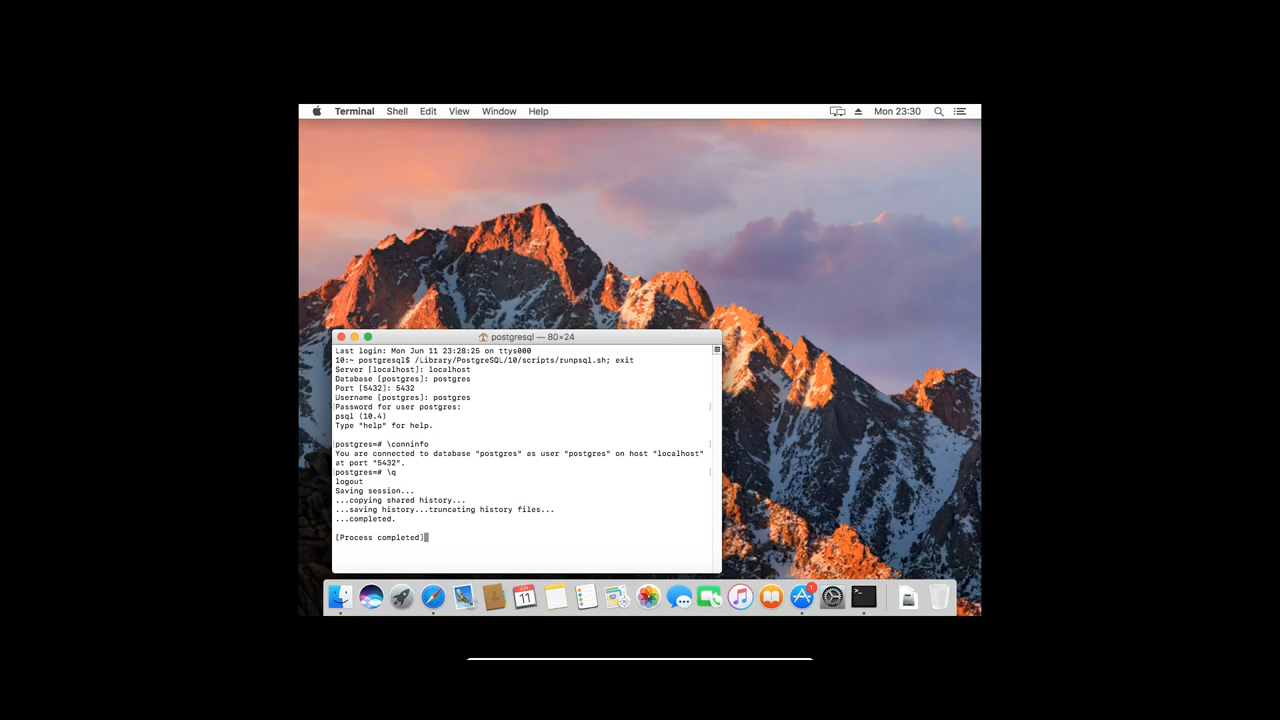 Terminal Shell Edit View Window Help Mon 23:30
postgresql — 80×24
Last login: Mon Jun 11 23:28:25 on ttys000
10:~ postgresql$ /Library/PostgreSQL/10/scripts/runpsql.sh; exit
Server [localhost]: localhost
Database [postgres]: postgres
Port [5432]: 5432
Username [postgres]: postgres
Password for user postgres:
psql (10.4)
Type "help" for help.
postgres=# \conninfo
You are connected to database "postgres" as user "postgres" on host "localhost"
at port "5432".
postgres=# \q
logout
Saving session...
...copying shared history...
...saving history...truncating history files...
...completed.
[Process completed]
JUN
11
1